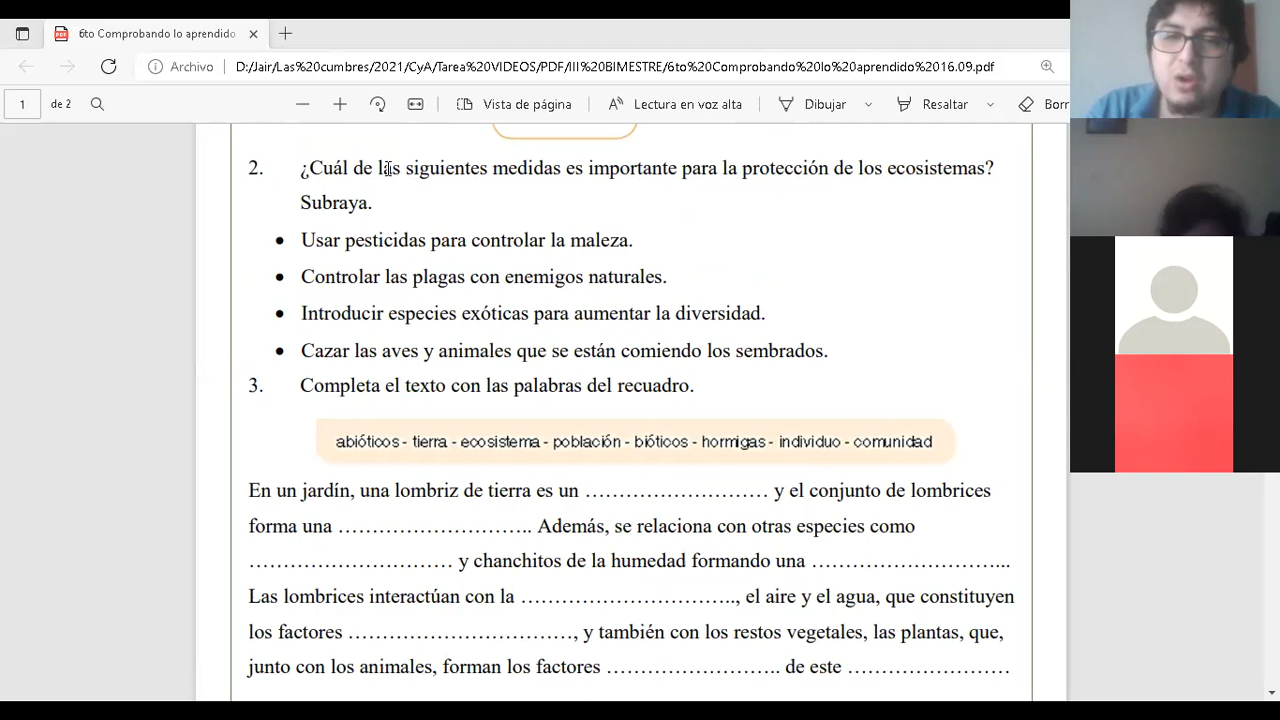 6to Comprobando lo aprendido
Archivo D:/Jair/Las%20cumbres/2021/CyA/Tarea%20VIDEOS/PDF/III%20BIMESTRE/6to%20Comprobando%20lo%20aprendido%2016.09.pdf
1 de 2 Vista de página Lectura en voz alta Dibujar Resaltar Borr
2. ¿Cuál de las siguientes medidas es importante para la protección de los ecosistemas?
Subraya.
• Usar pesticidas para controlar la maleza.
• Controlar las plagas con enemigos naturales.
• Introducir especies exóticas para aumentar la diversidad.
• Cazar las aves y animales que se están comiendo los sembrados.
3. Completa el texto con las palabras del recuadro.
abióticos - tierra - ecosistema - población - bióticos - hormigas - individuo - comunidad
En un jardín, una lombriz de tierra es un ……………………… y el conjunto de lombrices
forma una ……………………….. Además, se relaciona con otras especies como
………………………… y chanchitos de la humedad formando una ………………………...
Las lombrices interactúan con la ………………………….., el aire y el agua, que constituyen
los factores ……………………………, y también con los restos vegetales, las plantas, que,
junto con los animales, forman los factores …………………….. de este ……………………